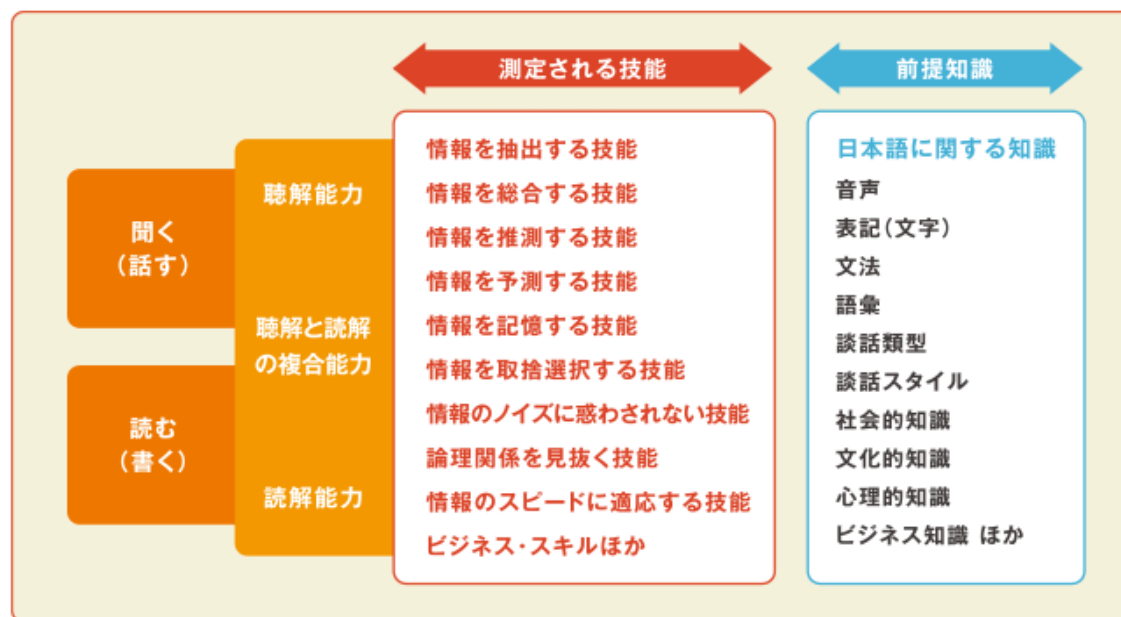 測定される技能
前提知識
聞く
(話す)
読む
(書く)
聴解能力
聴解と読解
の複合能力
読解能力
情報を抽出する技能
情報を総合する技能
情報を推測する技能
情報を予測する技能
情報を記憶する技能
情報を取捨選択する技能
情報のノイズに惑わされない技能
論理関係を見抜く技能
情報のスピードに適応する技能
ビジネス・スキルほか
日本語に関する知識
音声
表記(文字)
文法
語彙
談話類型
談話スタイル
社会的知識
文化的知識
心理的知識
ビジネス知識 ほか